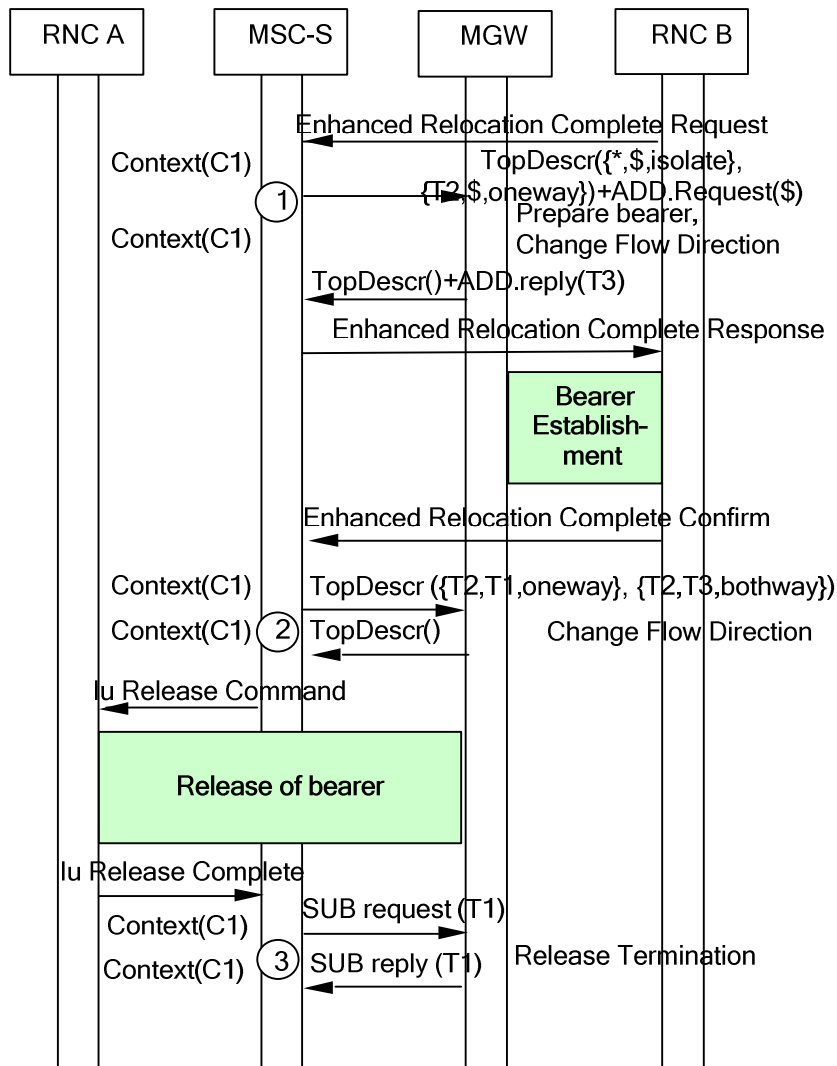 RNC A
MSC-S
MGW
RNC B
Enhanced Relocation Complete Request
Context(C1)
TopDescr({*,$,isolate},
1
{T2,$,oneway})+ADD.Request($)
Prepare bearer,
Context(C1)
Change Flow Direction
TopDescr()+ADD.reply(T3)
Enhanced Relocation Complete Response
Bearer
Establish-
ment
Enhanced Relocation Complete Confirm
Context(C1)
TopDescr ({T2,T1,oneway}, {T2,T3,bothway})
Context(C1)
2
TopDescr()
Change Flow Direction
Iu Release Command
Release of bearer
Iu Release Complete
SUB request (T1)
Context(C1)
Context(C1)
3
SUB reply (T1)
Release Termination